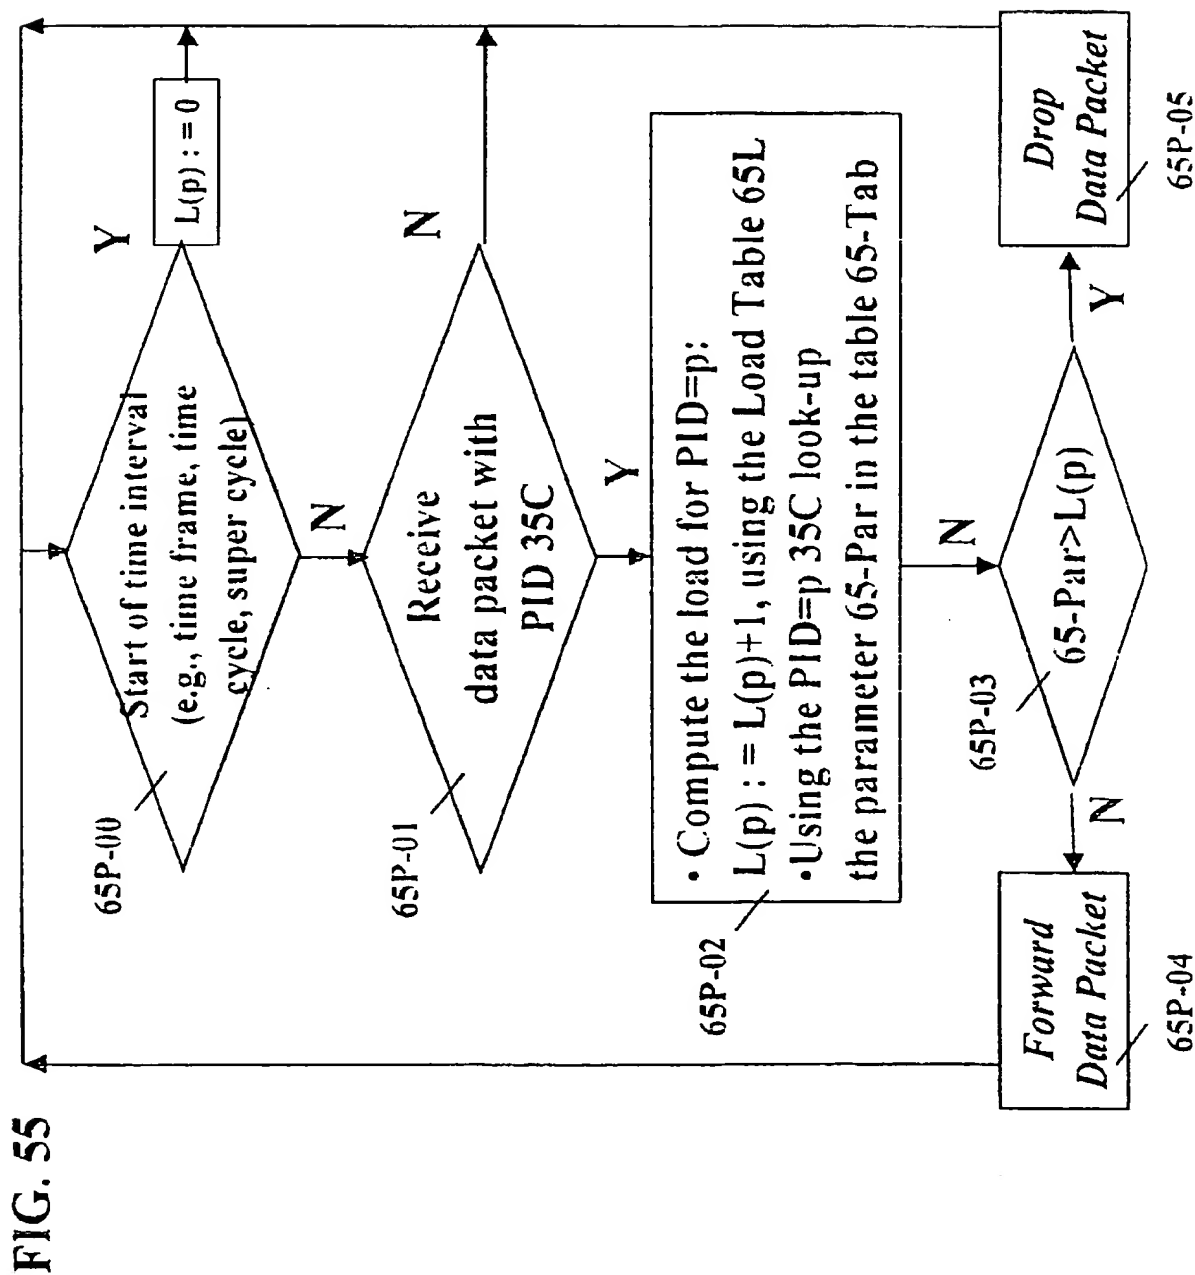 FIG. 55
65P-00
Start of time interval
(e.g., time frame, time
cycle, super cycle)
Y
L(p) : = 0
N
65P-01
Receive
data packet with
PID 35C
N
Y
65P-02
• Compute the load for PID=p:
L(p) : = L(p)+1, using the Load Table 65L
•Using the PID=p 35C look-up
the parameter 65-Par in the table 65-Tab
N
65P-03
65-Par>L(p)
N
Y
Forward
Data Packet
65P-04
Drop
Data Packet
65P-05